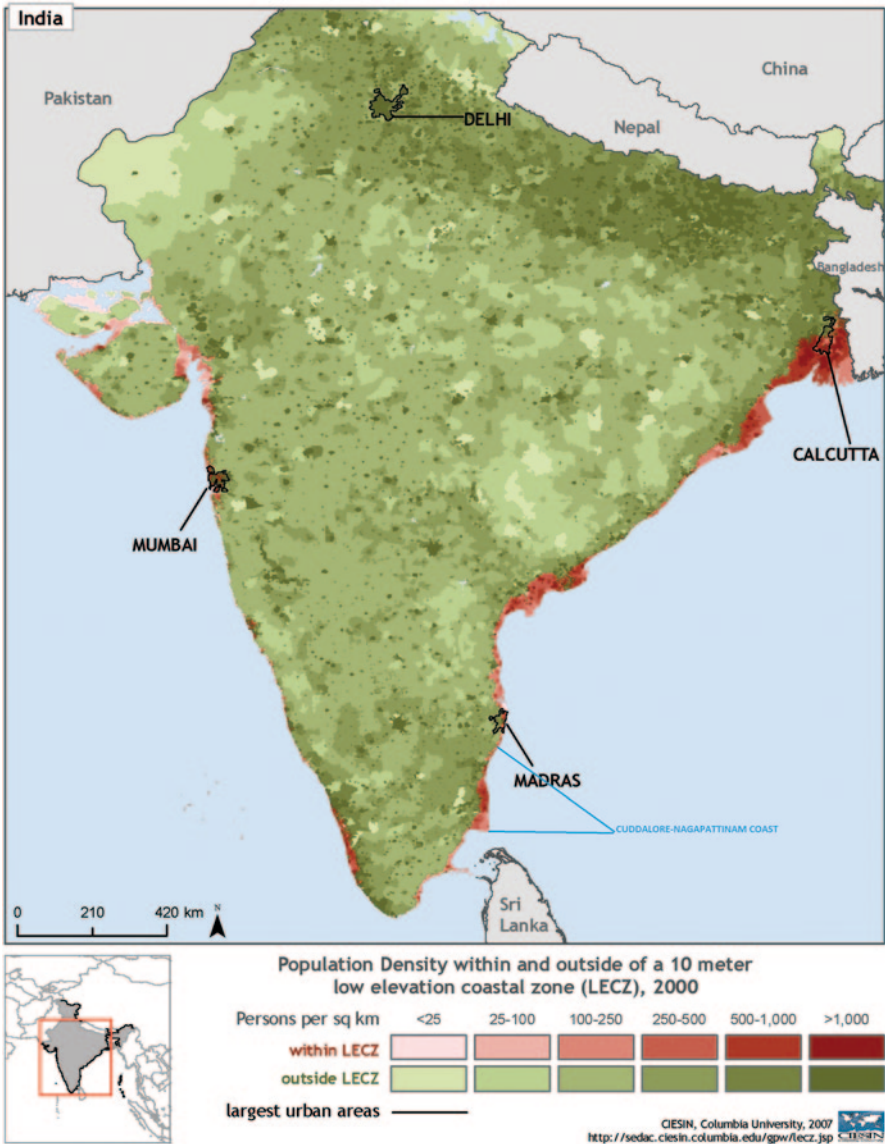 India
Pakistan
China
DELHI
Nepal
Bangladesh
CALCUTTA
MUMBAI
MADRAS
CUDDALORE-NAGAPATTINAM COAST
Sri
Lanka
0 210 420 km
N
Population Density within and outside of a 10 meter
low elevation coastal zone (LECZ), 2000
Persons per sq km <25 25-100 100-250 250-500 500-1,000 >1,000
within LECZ
outside LECZ
largest urban areas
CIESIN, Columbia University, 2007
http://sedac.ciesin.columbia.edu/gpw/lecz.jsp
CIESIN